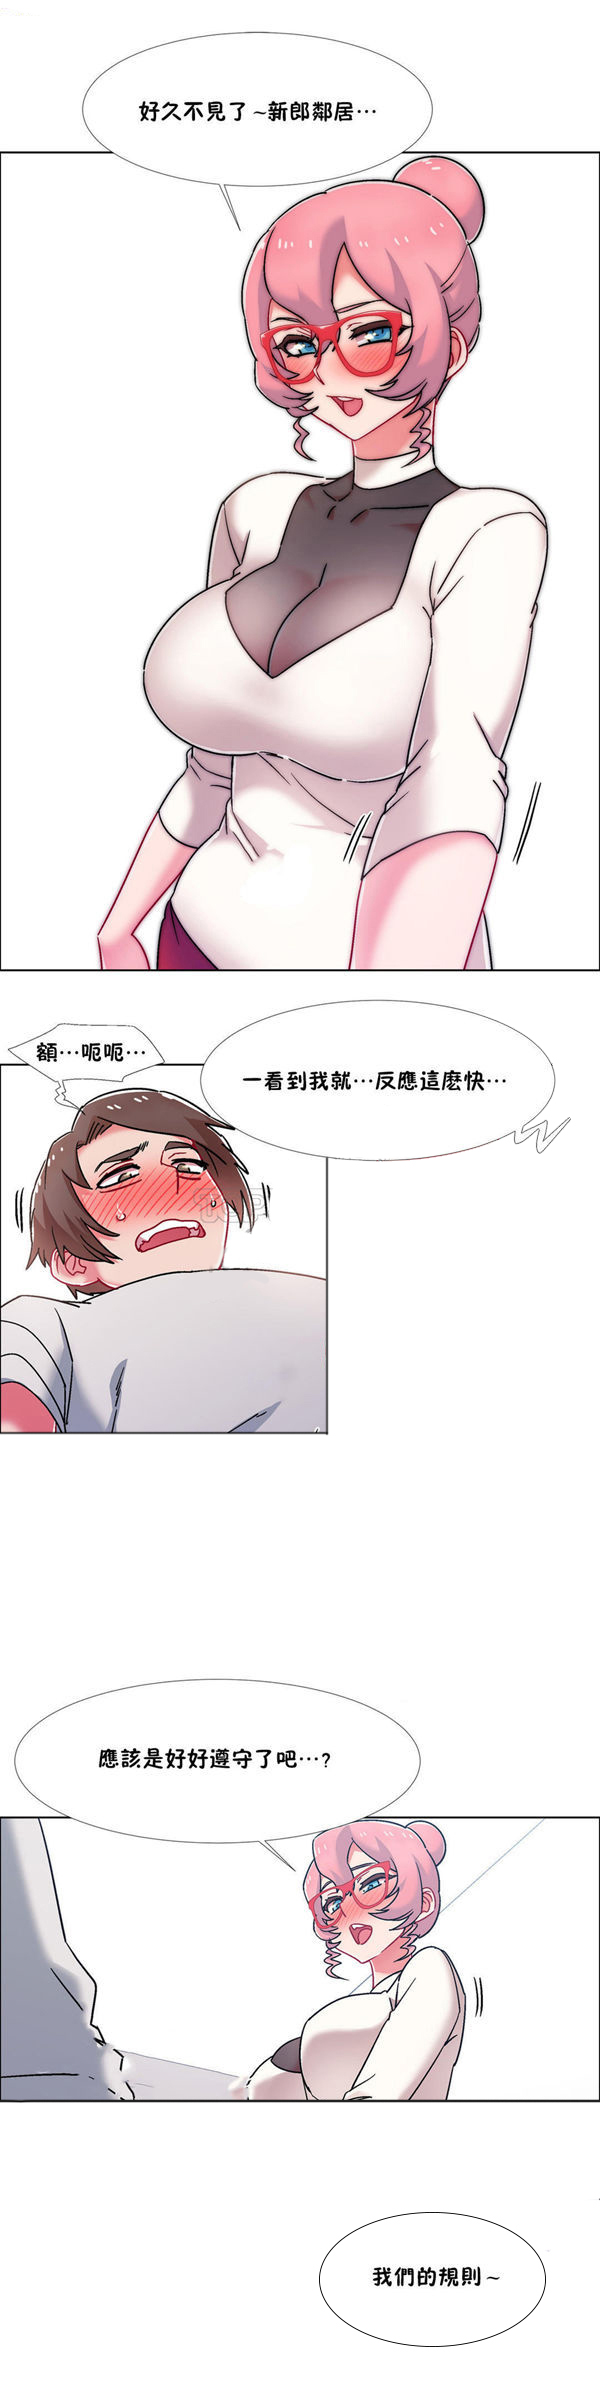 好久不見了~新郎鄰居…
額…呃呃…
一看到我就…反應這麽快…
應該是好好遵守了吧…?
我們的規則~